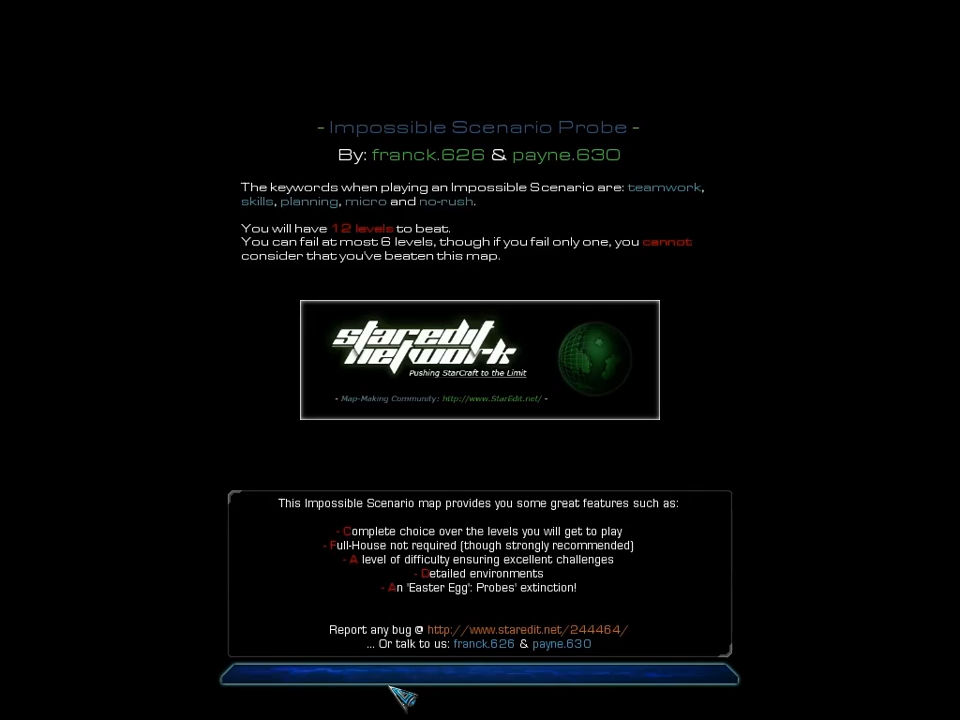 - Impossible Scenario Probe -
By: franck.626 & payne.630
The keywords when playing an Impossible Scenario are: teamwork,
skills, planning, micro and no-rush.
You will have 12 levels to beat.
You can fail at most 6 levels, though if you fail only one, you cannot
consider that you've beaten this map.
staredit
network
Pushing StarCraft to the Limit
- Map-Making Community: http://www.StarEdit.net/ -
This Impossible Scenario map provides you some great features such as:
- Complete choice over the levels you will get to play
- Full-House not required (though strongly recommended)
- A level of difficulty ensuring excellent challenges
- Detailed environments
- An 'Easter Egg': Probes' extinction!
Report any bug @ http://www.staredit.net/244464/
... Or talk to us: franck.626 & payne.630